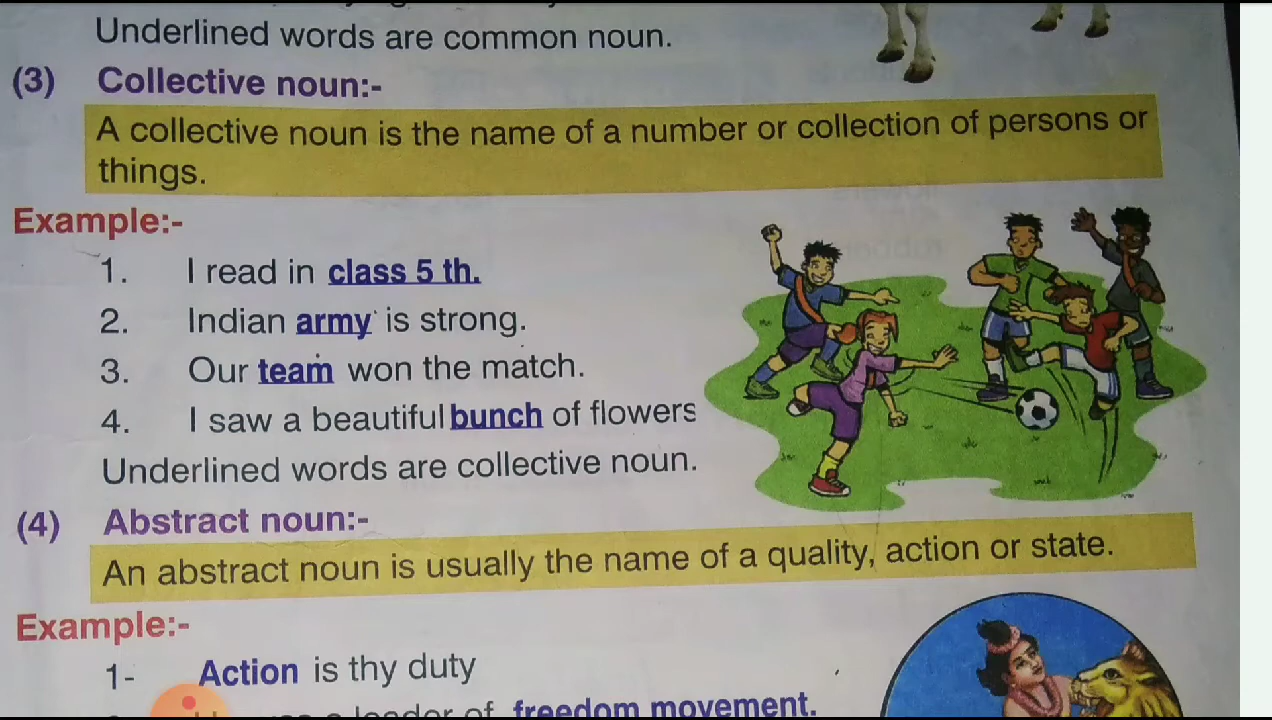 Underlined words are common noun.
(3) Collective noun:-
A collective noun is the name of a number or collection of persons or
things.
Example:-
1. I read in class 5 th.
2. Indian army is strong.
3. Our team won the match.
4. I saw a beautiful bunch of flowers
Underlined words are collective noun.
(4) Abstract noun:-
An abstract noun is usually the name of a quality, action or state.
Example:-
1- Action is thy duty
a leader of freedom movement.